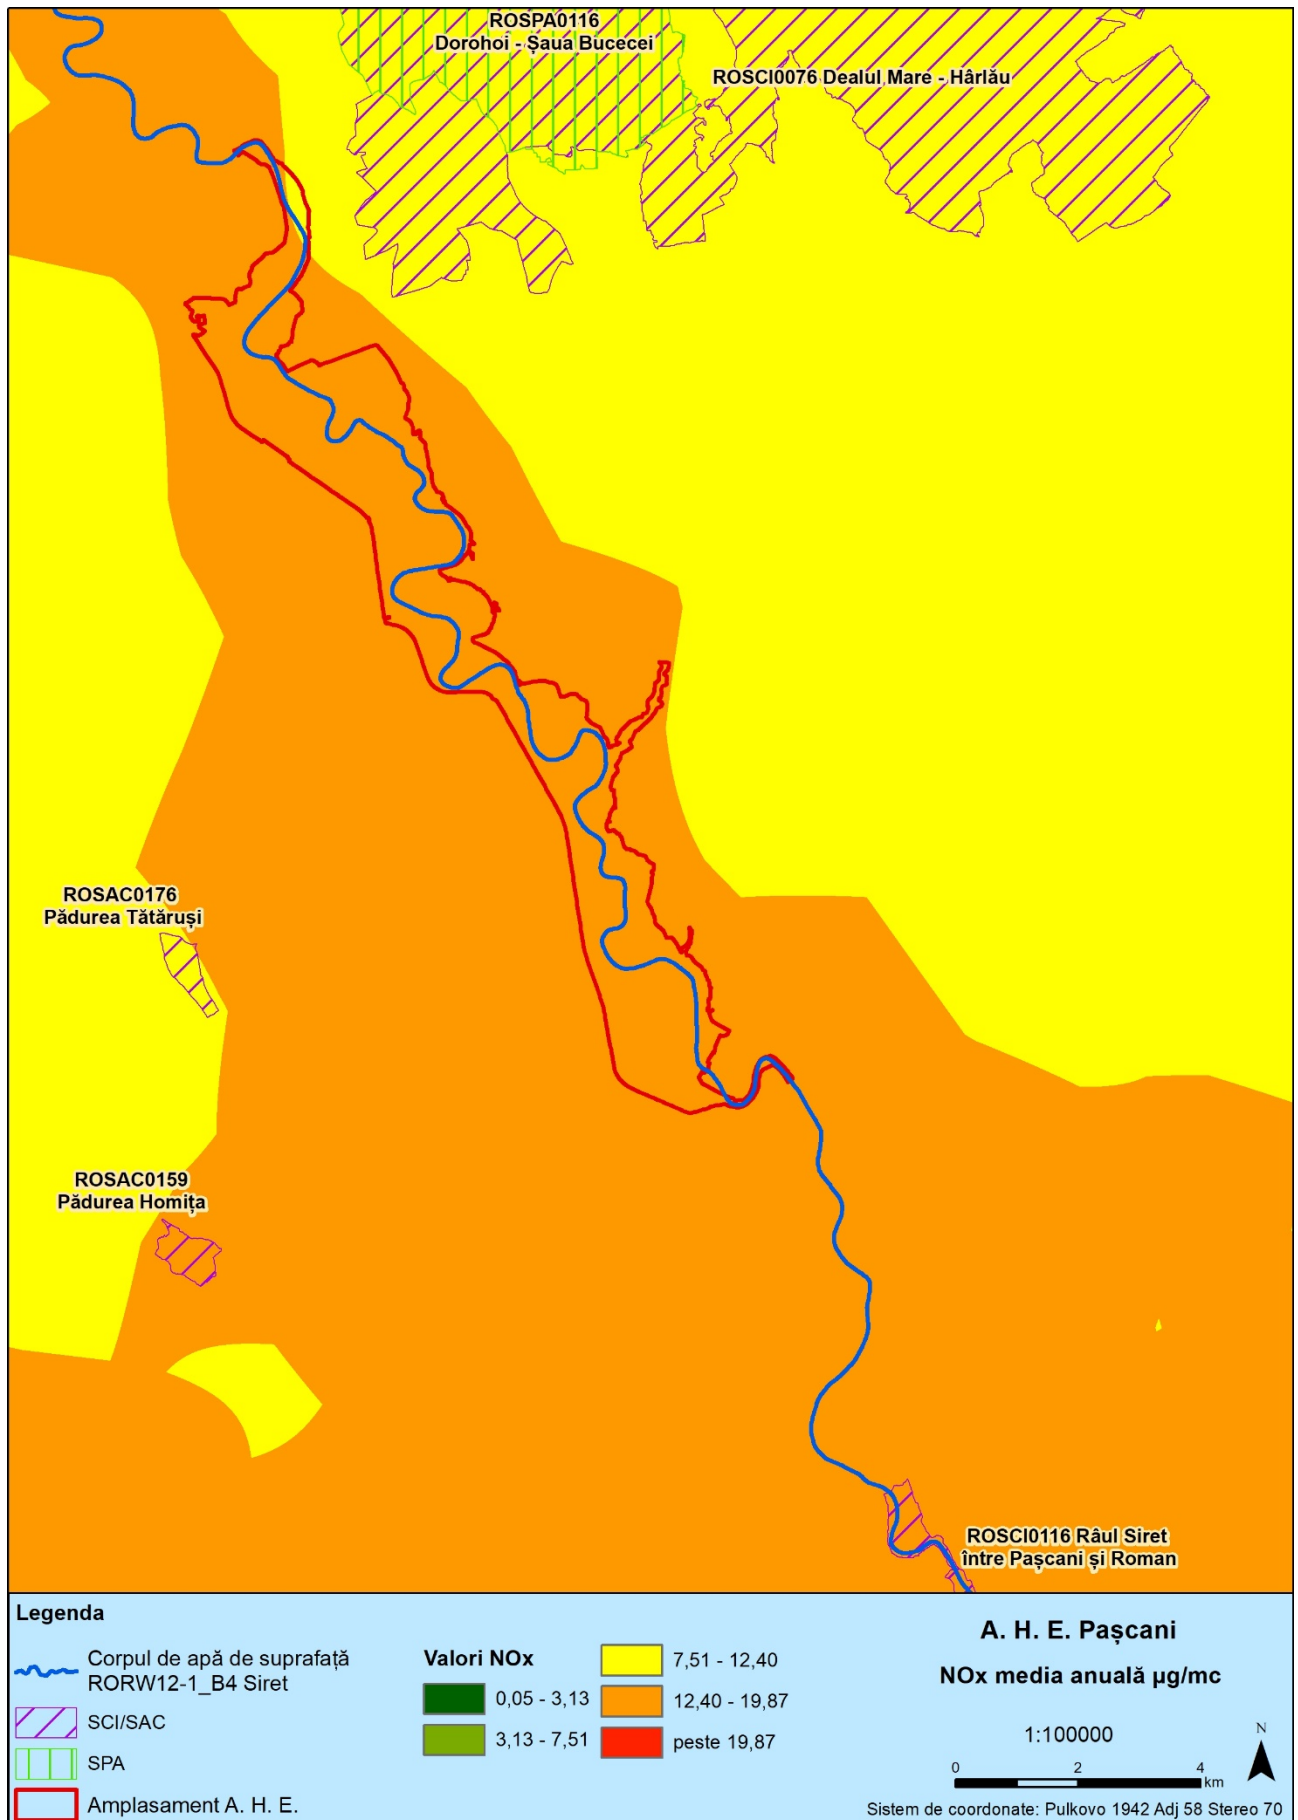 ROSPA0116
Dorohoi - Șaua Bucecei
ROSCI0076 Dealul Mare - Hârlău
ROSAC0176
Pădurea Tătăruși
ROSAC0159
Pădurea Homița
ROSCI0116 Râul Siret
între Pașcani și Roman
Legenda
Corpul de apă de suprafață
RORW12-1_B4 Siret
SCI/SAC
SPA
Amplasament A. H. E.
Valori NOx
0,05 - 3,13
3,13 - 7,51
7,51 - 12,40
12,40 - 19,87
peste 19,87
A. H. E. Pașcani
NOx media anuală µg/mc
1:100000
N
0 2 4
km
Sistem de coordonate: Pulkovo 1942 Adj 58 Stereo 70